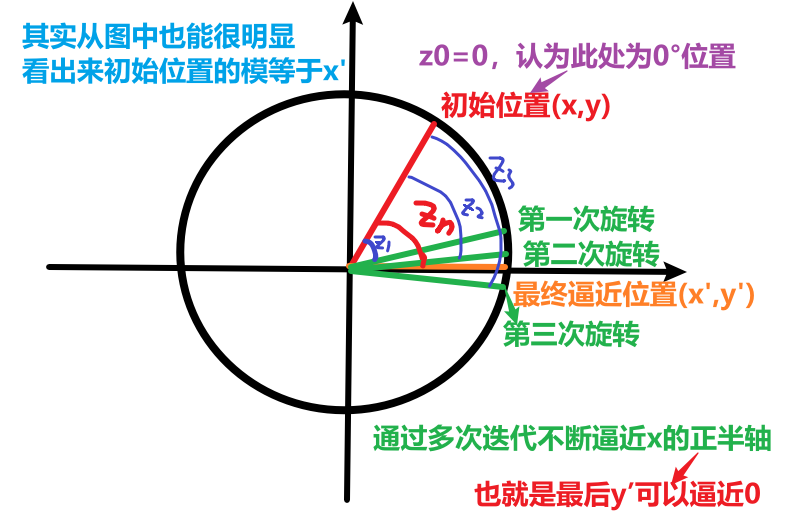 其实从图中也能很明显
看出来初始位置的模等于x'
z0=0，认为此处为0°位置
初始位置(x,y)
z3
z2
zn
z1
第一次旋转
第二次旋转
最终逼近位置(x',y')
第三次旋转
通过多次迭代不断逼近x的正半轴
也就是最后y'可以逼近0